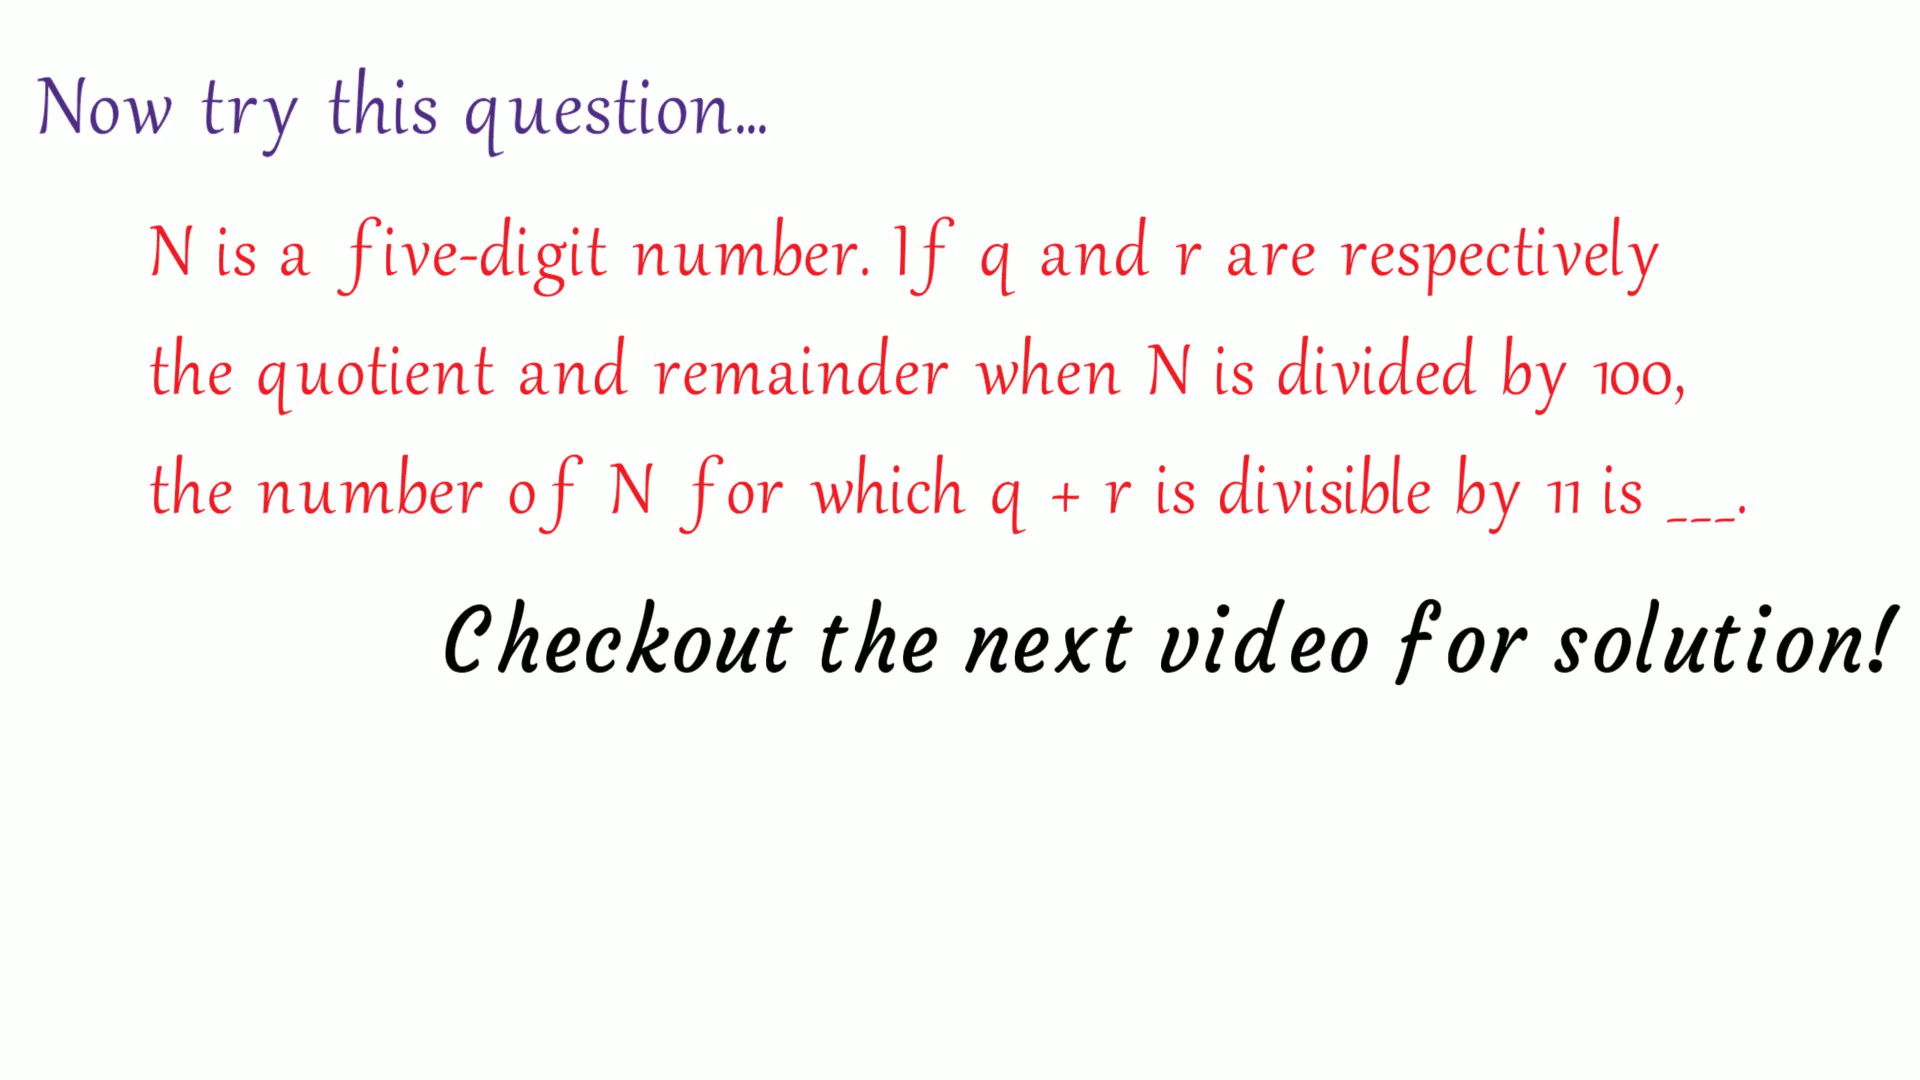 Now try this question...
N is a five-digit number. If q and r are respectively
the quotient and remainder when N is divided by 100,
the number of N for which q + r is divisible by 11 is ___.
Checkout the next video for solution!